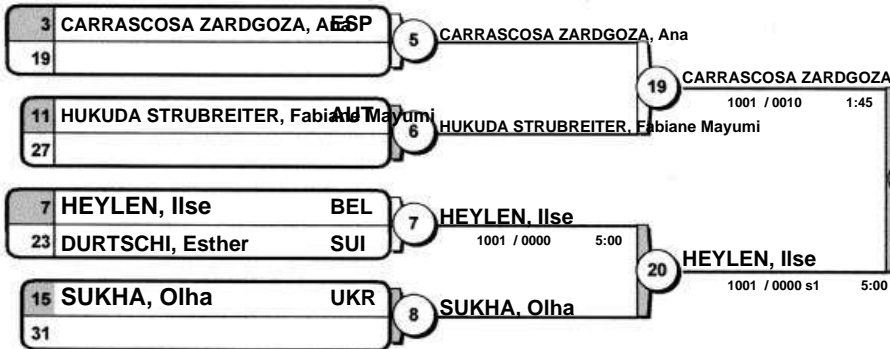 3 CARRASCOSA ZARDGOZA, Ana ESP
19
5 CARRASCOSA ZARDGOZA, Ana
19 CARRASCOSA ZARDGOZA
1001 / 0010 1:45
11 HUKUDA STRUBREITER, Fabiane Mayumi AUT
27
6 HUKUDA STRUBREITER, Fabiane Mayumi
7 HEYLEN, Ilse BEL
23 DURTSCHI, Esther SUI
7 HEYLEN, Ilse
1001 / 0000 5:00
20 HEYLEN, Ilse
1001 / 0000 s1 5:00
15 SUKHA, Olha UKR
31
8 SUKHA, Olha